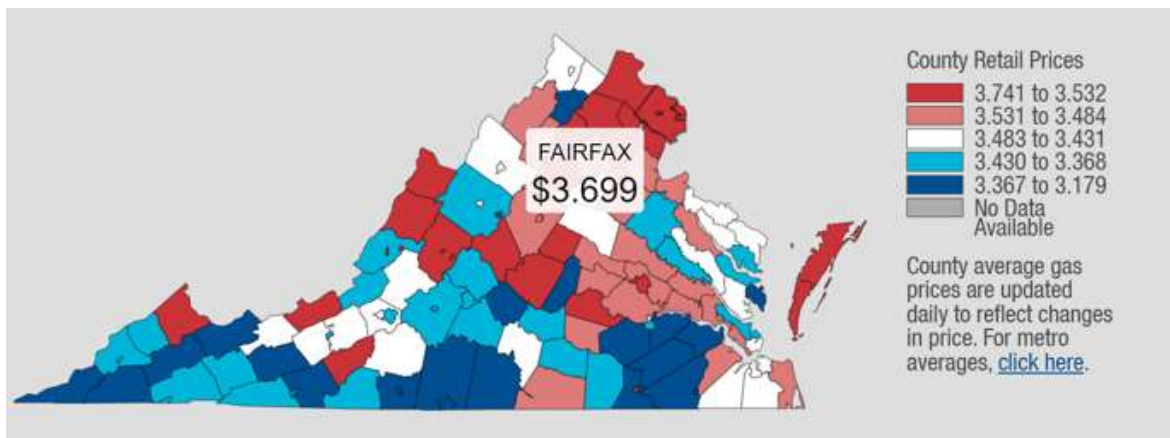 FAIRFAX
$3.699
County Retail Prices
3.741 to 3.532
3.531 to 3.484
3.483 to 3.431
3.430 to 3.368
3.367 to 3.179
No Data
Available
County average gas
prices are updated
daily to reflect changes
in price. For metro
averages, click here.